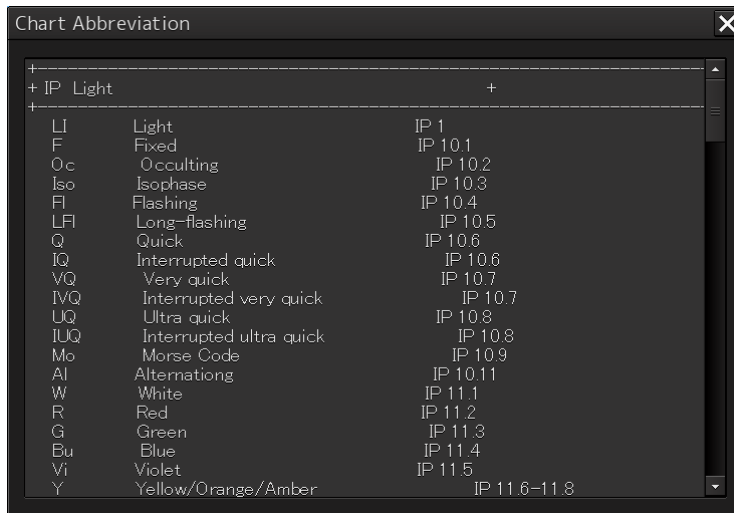 Chart Abbreviation
+ IP Light +
LI Light IP 1
F Fixed IP 10.1
Oc Occulting IP 10.2
Iso Isophase IP 10.3
Fl Flashing IP 10.4
LFl Long-flashing IP 10.5
Q Quick IP 10.6
IQ Interrupted quick IP 10.6
VQ Very quick IP 10.7
IVQ Interrupted very quick IP 10.7
UQ Ultra quick IP 10.8
IUQ Interrupted ultra quick IP 10.8
Mo Morse Code IP 10.9
Al Alternationg IP 10.11
W White IP 11.1
R Red IP 11.2
G Green IP 11.3
Bu Blue IP 11.4
Vi Violet IP 11.5
Y Yellow/Orange/Amber IP 11.6-11.8